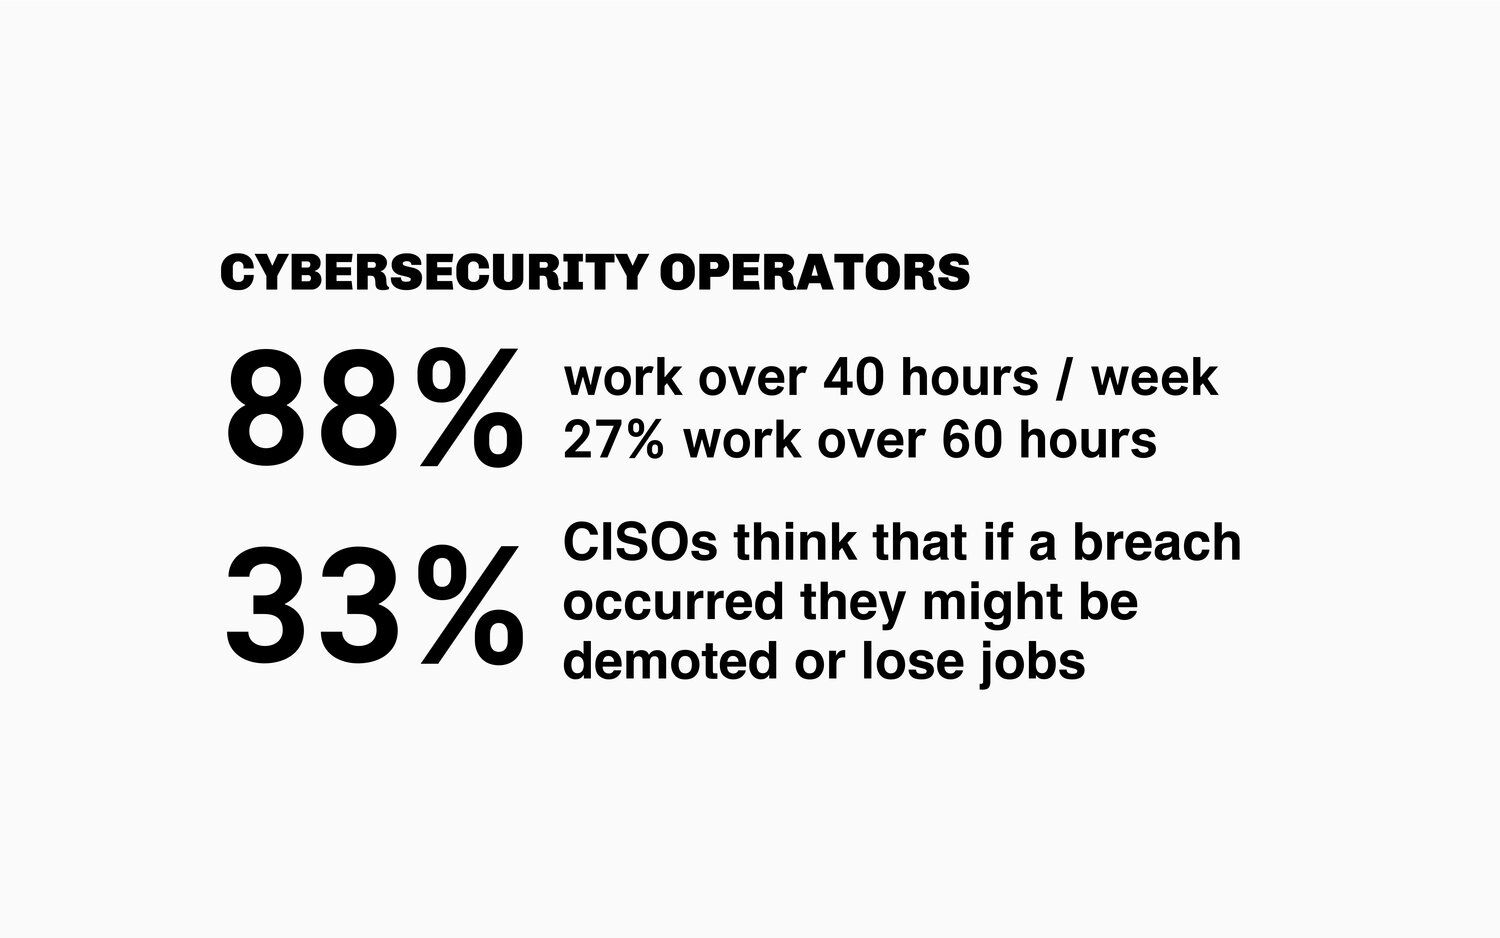 CYBERSECURITY OPERATORS
88%
work over 40 hours / week
27% work over 60 hours
33%
CISOs think that if a breach
occurred they might be
demoted or lose jobs